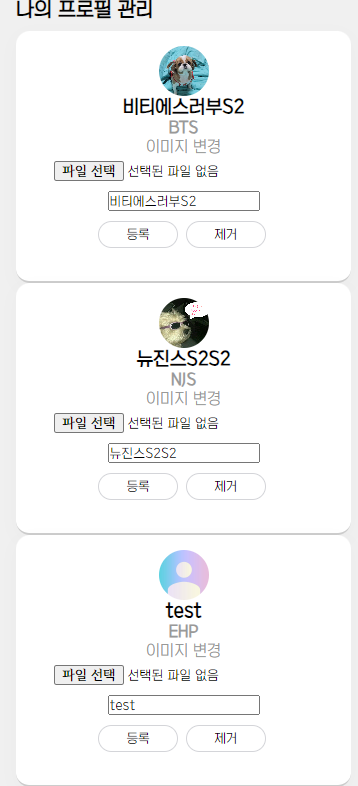 나의 프로필 관리
비티에스러부S2
BTS
이미지 변경
파일 선택 선택된 파일 없음
비티에스러부S2
등록 제거
뉴진스S2S2
NJS
이미지 변경
파일 선택 선택된 파일 없음
뉴진스S2S2
등록 제거
test
EHP
이미지 변경
파일 선택 선택된 파일 없음
test
등록 제거